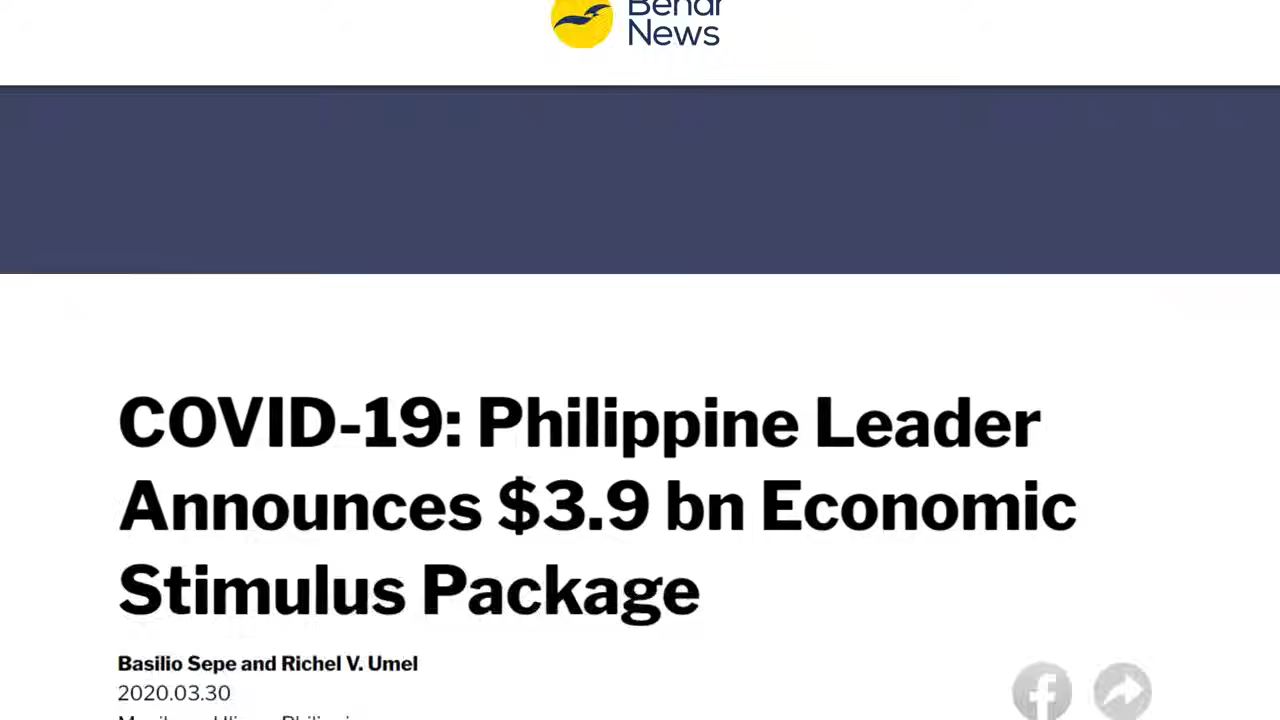 Benar
News
COVID-19: Philippine Leader
Announces $3.9 bn Economic
Stimulus Package
Basilio Sepe and Richel V. Umel
2020.03.30